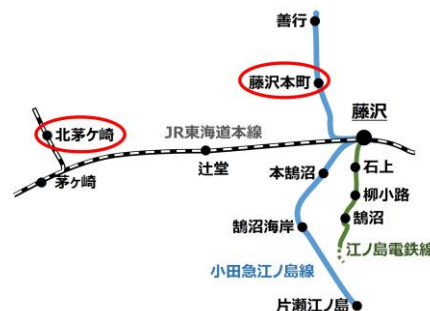 善行
藤沢本町
藤沢
北茅ケ崎
JR東海道本線
石上
本鵠沼
辻堂
茅ヶ崎
柳小路
鵠沼
鵠沼海岸
江ノ島電鉄線
小田急江ノ島線
片瀬江ノ島